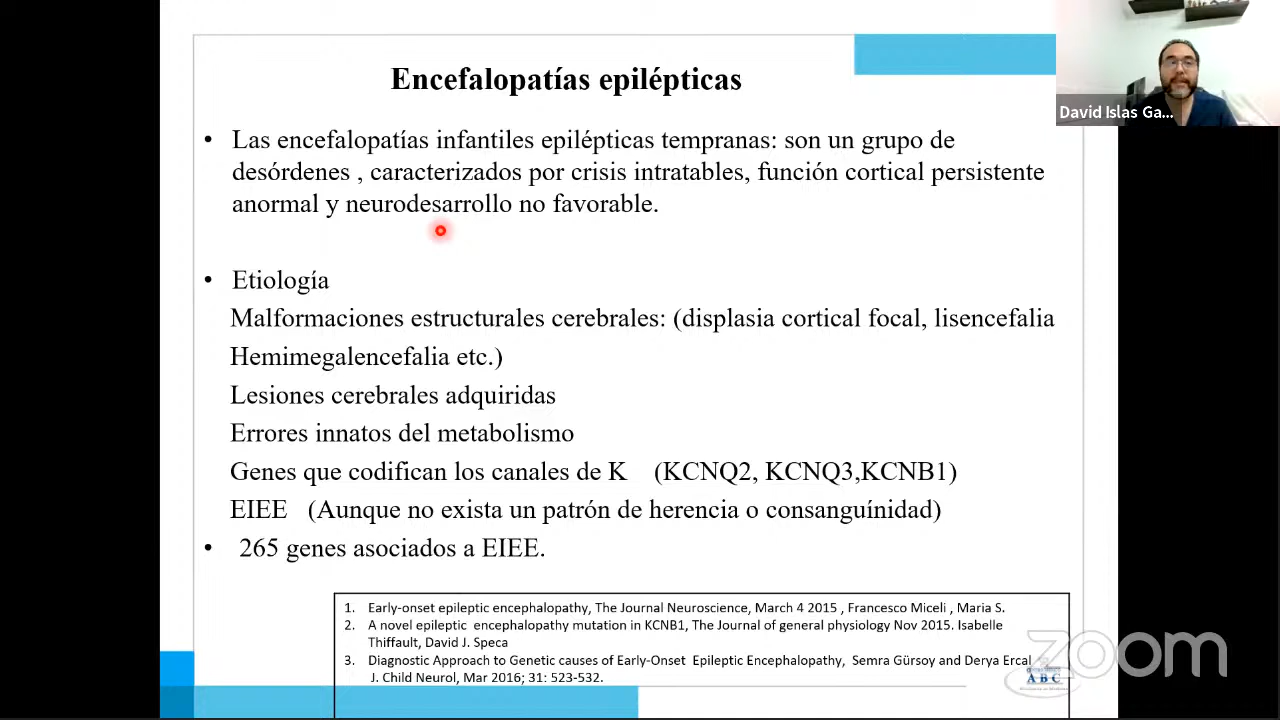 Encefalopatías epilépticas
David Islas Ga...
• Las encefalopatías infantiles epilépticas tempranas: son un grupo de
desórdenes , caracterizados por crisis intratables, función cortical persistente
anormal y neurodesarrollo no favorable.
• Etiología
Malformaciones estructurales cerebrales: (displasia cortical focal, lisencefalia
Hemimegalencefalia etc.)
Lesiones cerebrales adquiridas
Errores innatos del metabolismo
Genes que codifican los canales de K (KCNQ2, KCNQ3,KCNB1)
EIEE (Aunque no exista un patrón de herencia o consanguínidad)
• 265 genes asociados a EIEE.
1. Early-onset epileptic encephalopathy, The Journal Neuroscience, March 4 2015 , Francesco Miceli , Maria S.
2. A novel epileptic encephalopathy mutation in KCNB1, The Journal of general physiology Nov 2015. Isabelle
Thiffault, David J. Speca
3. Diagnostic Approach to Genetic causes of Early-Onset Epileptic Encephalopathy, Semra Gürsoy and Derya Ercal
J. Child Neurol, Mar 2016; 31: 523-532.
zoom
ABC